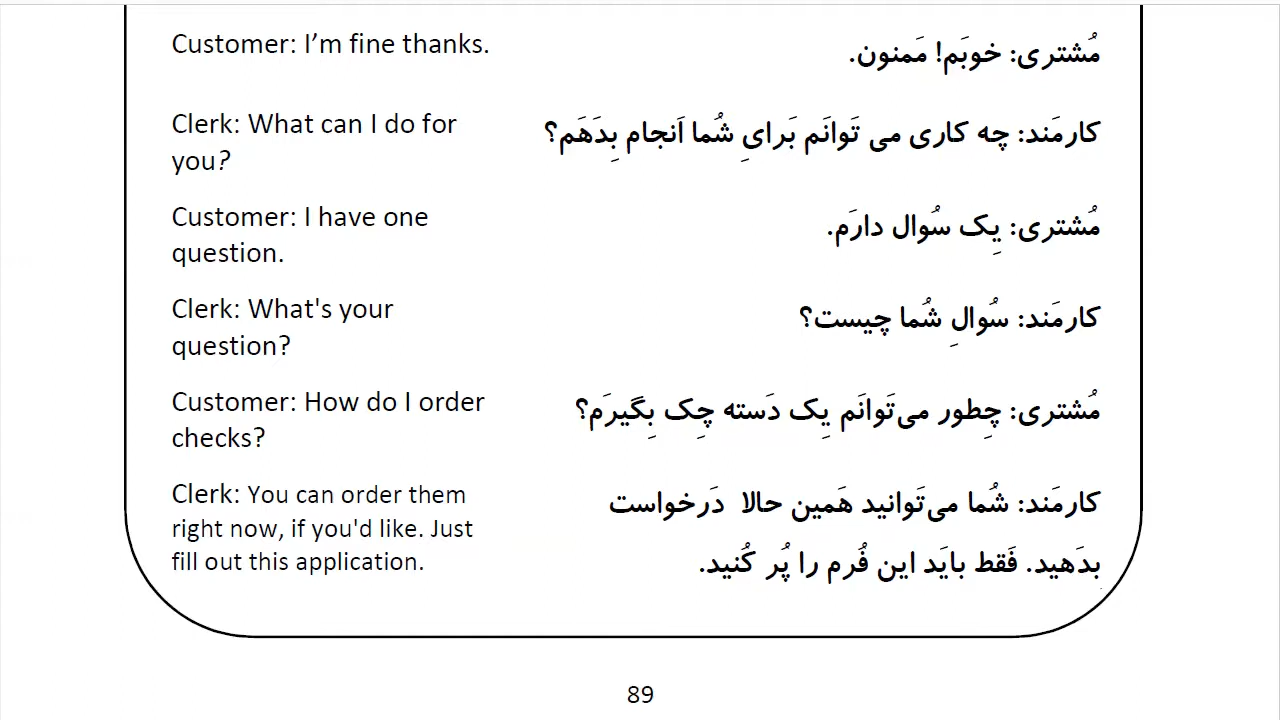 Customer: I’m fine thanks.
مُشتری: خوبَم! مَمنون.
Clerk: What can I do for
you?
کارمَند: چه کاری می تَوانَم بَرایِ شُما اَنجام بِدَهَم؟
Customer: I have one
question.
مُشتری: یِک سُوال دارَم.
Clerk: What's your
question?
کارمَند: سُوالِ شُما چیست؟
Customer: How do I order
checks?
مُشتری: چِطور می‌تَوانَم یِک دَسته چِک بِگیرَم؟
Clerk: You can order them
right now, if you'd like. Just
fill out this application.
کارمَند: شُما می‌تَوانید هَمین حالا دَرخواست
بِدَهید. فَقط بایَد این فُرم را پُر کُنید.
89